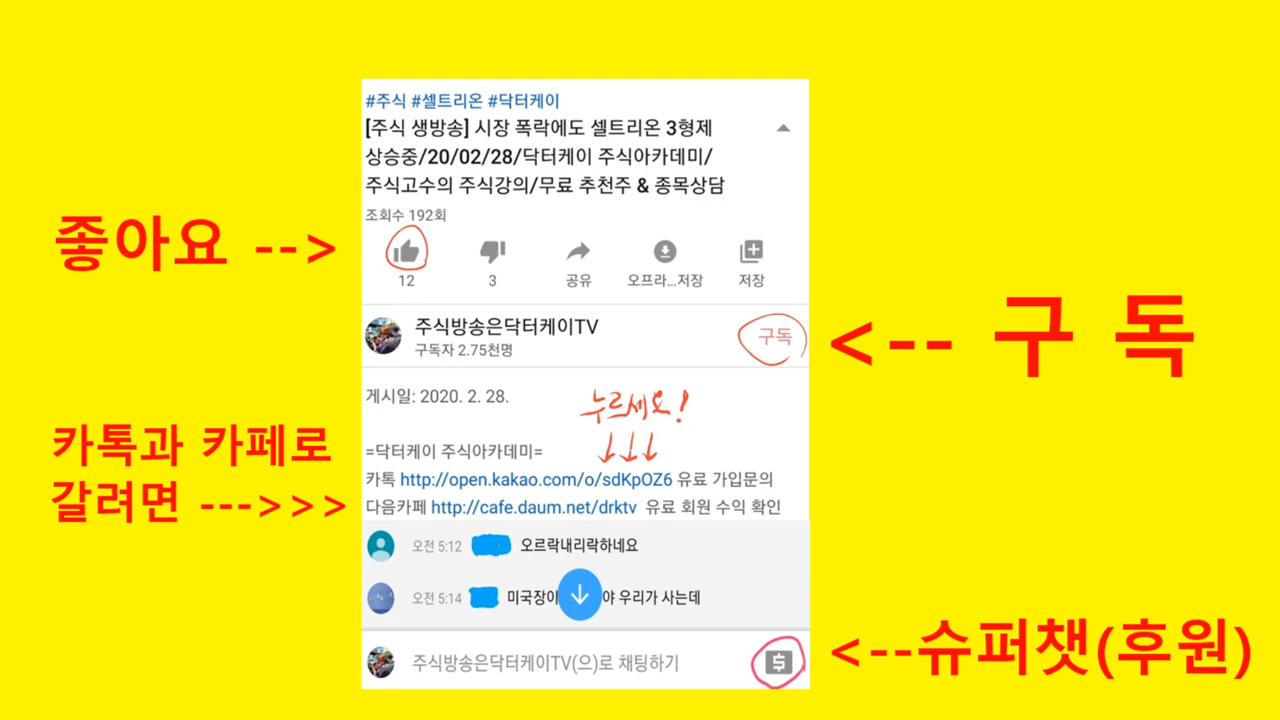 #주식 #셀트리온 #닥터케이
[주식 생방송] 시장 폭락에도 셀트리온 3형제
상승중/20/02/28/닥터케이 주식아카데미/
주식고수의 주식강의/무료 추천주 & 종목상담
조회수 192회
좋아요 -->
12
3
공유
오프라...저장
저장
주식방송은닥터케이TV
구독자 2.75천명
구독
<-- 구 독
게시일: 2020. 2. 28.
누르세요!
카톡과 카페로
갈려면 --->>>
=닥터케이 주식아카데미=
카톡 http://open.kakao.com/o/sdKpOZ6 유료 가입문의
다음카페 http://cafe.daum.net/drktv 유료 회원 수익 확인
오전 5:12 오르락내리락하네요
오전 5:14 미국장이 야 우리가 사는데
주식방송은닥터케이TV(으)로 채팅하기
<--슈퍼챗(후원)